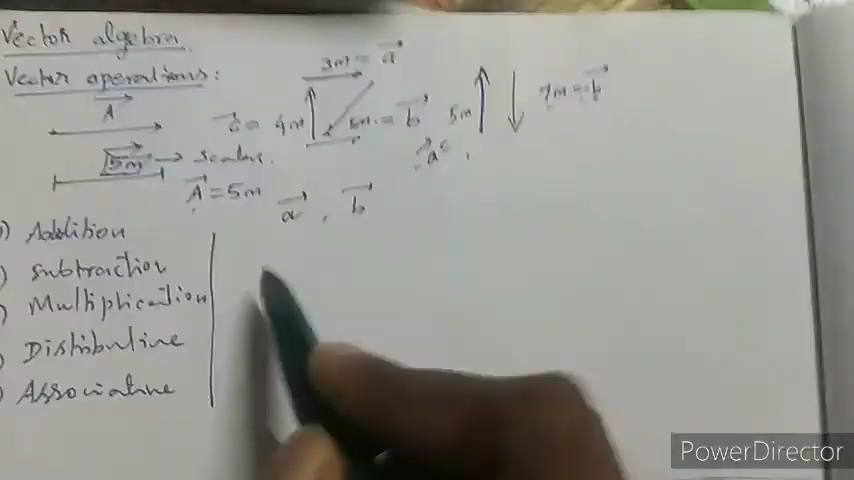 Vector algebra.
Vector operations:
A
3m = a
c = 4m
5m = b
5m
7m = -b
a
5m → scalar.
A = 5m
a , b
) Addition
) subtraction
) Multiplication
) Distributive
) Associative
PowerDirector